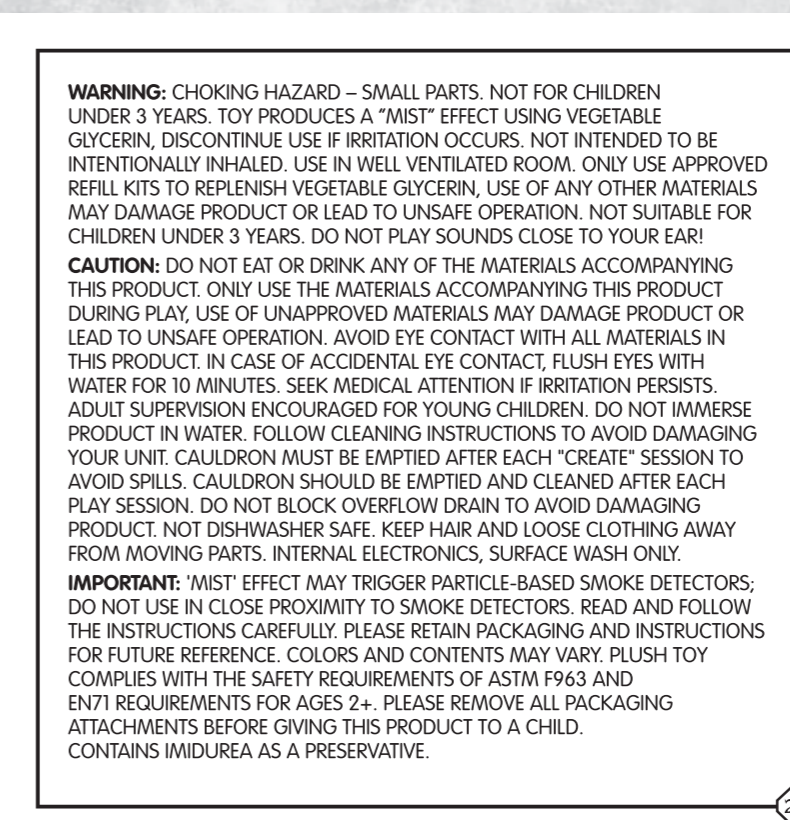 WARNING: CHOKING HAZARD – SMALL PARTS. NOT FOR CHILDREN
UNDER 3 YEARS. TOY PRODUCES A “MIST” EFFECT USING VEGETABLE
GLYCERIN, DISCONTINUE USE IF IRRITATION OCCURS. NOT INTENDED TO BE
INTENTIONALLY INHALED. USE IN WELL VENTILATED ROOM. ONLY USE APPROVED
REFILL KITS TO REPLENISH VEGETABLE GLYCERIN, USE OF ANY OTHER MATERIALS
MAY DAMAGE PRODUCT OR LEAD TO UNSAFE OPERATION. NOT SUITABLE FOR
CHILDREN UNDER 3 YEARS. DO NOT PLAY SOUNDS CLOSE TO YOUR EAR!
CAUTION: DO NOT EAT OR DRINK ANY OF THE MATERIALS ACCOMPANYING
THIS PRODUCT. ONLY USE THE MATERIALS ACCOMPANYING THIS PRODUCT
DURING PLAY, USE OF UNAPPROVED MATERIALS MAY DAMAGE PRODUCT OR
LEAD TO UNSAFE OPERATION. AVOID EYE CONTACT WITH ALL MATERIALS IN
THIS PRODUCT. IN CASE OF ACCIDENTAL EYE CONTACT, FLUSH EYES WITH
WATER FOR 10 MINUTES. SEEK MEDICAL ATTENTION IF IRRITATION PERSISTS.
ADULT SUPERVISION ENCOURAGED FOR YOUNG CHILDREN. DO NOT IMMERSE
PRODUCT IN WATER. FOLLOW CLEANING INSTRUCTIONS TO AVOID DAMAGING
YOUR UNIT. CAULDRON MUST BE EMPTIED AFTER EACH "CREATE" SESSION TO
AVOID SPILLS. CAULDRON SHOULD BE EMPTIED AND CLEANED AFTER EACH
PLAY SESSION. DO NOT BLOCK OVERFLOW DRAIN TO AVOID DAMAGING
PRODUCT. NOT DISHWASHER SAFE. KEEP HAIR AND LOOSE CLOTHING AWAY
FROM MOVING PARTS. INTERNAL ELECTRONICS, SURFACE WASH ONLY.
IMPORTANT: 'MIST' EFFECT MAY TRIGGER PARTICLE-BASED SMOKE DETECTORS;
DO NOT USE IN CLOSE PROXIMITY TO SMOKE DETECTORS. READ AND FOLLOW
THE INSTRUCTIONS CAREFULLY. PLEASE RETAIN PACKAGING AND INSTRUCTIONS
FOR FUTURE REFERENCE. COLORS AND CONTENTS MAY VARY. PLUSH TOY
COMPLIES WITH THE SAFETY REQUIREMENTS OF ASTM F963 AND
EN71 REQUIREMENTS FOR AGES 2+. PLEASE REMOVE ALL PACKAGING
ATTACHMENTS BEFORE GIVING THIS PRODUCT TO A CHILD.
CONTAINS IMIDUREA AS A PRESERVATIVE.